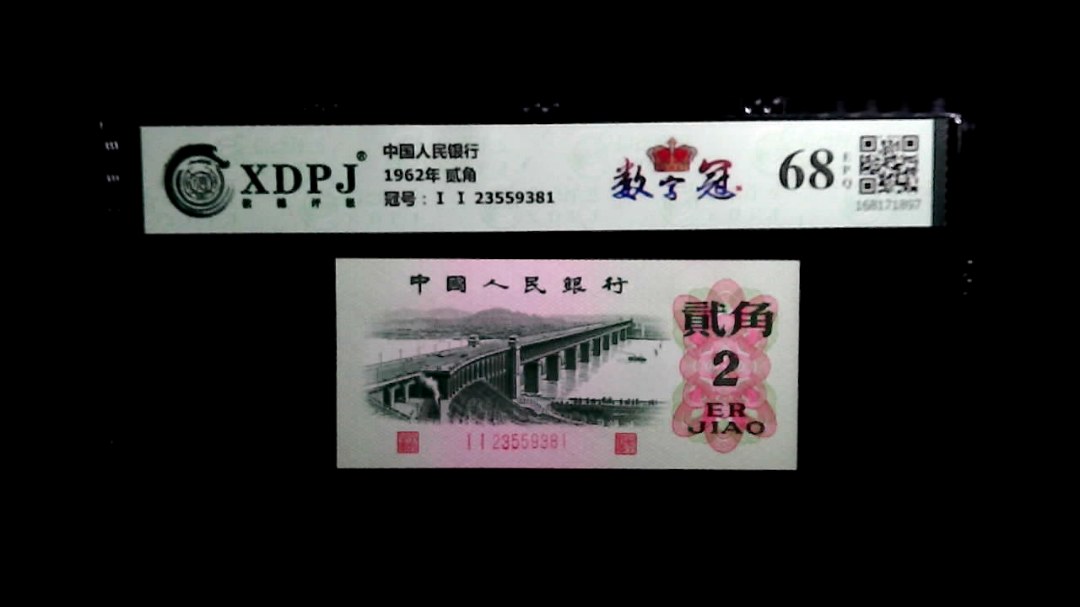 XDPJ®
中国人民银行
1962年 贰角
冠号：I I 23559381
数字冠
68
EPQ
168171897
中國人民銀行
貳角
2
ER
JIAO
I I 23559381